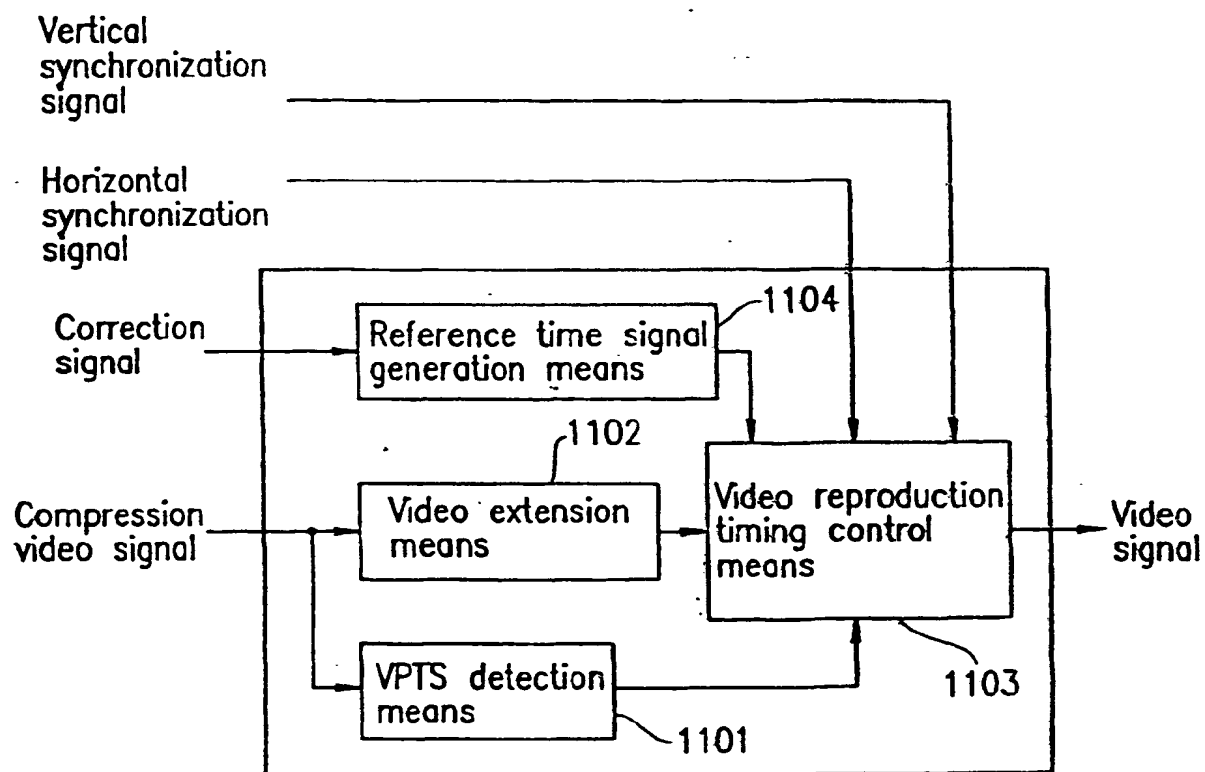 Vertical
synchronization
signal
Horizontal
synchronization
signal
Correction
signal
Reference time signal
generation means
1104
1102
Compression
video signal
Video extension
means
Video reproduction
timing control
means
Video
signal
VPTS detection
means
1101
1103